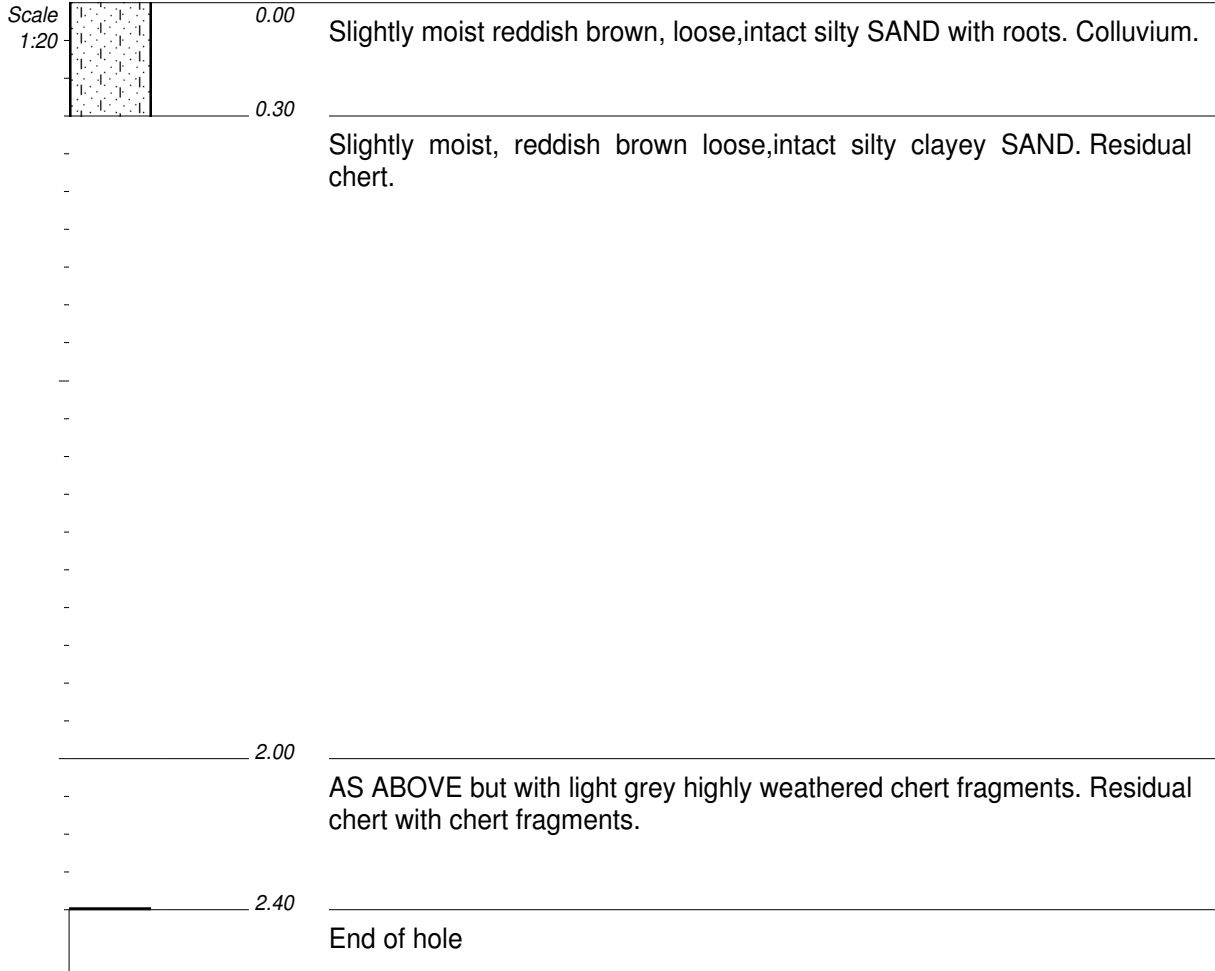 Scale
1:20
0.00
Slightly moist reddish brown, loose,intact silty SAND with roots. Colluvium.
0.30
Slightly moist, reddish brown loose,intact silty clayey SAND. Residual
chert.
2.00
AS ABOVE but with light grey highly weathered chert fragments. Residual
chert with chert fragments.
2.40
End of hole